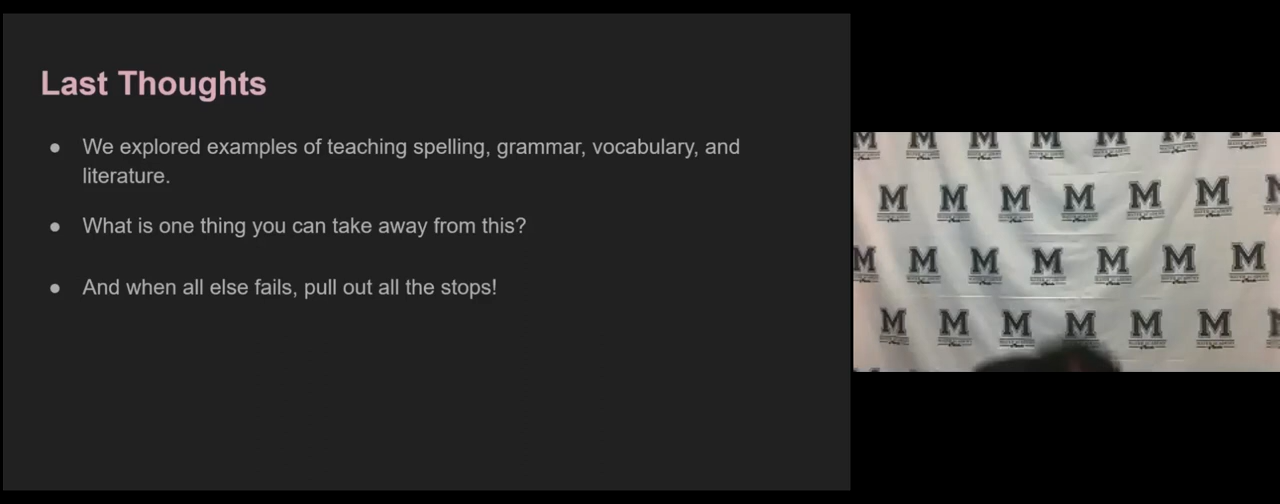 Last Thoughts
● We explored examples of teaching spelling, grammar, vocabulary, and
literature.
● What is one thing you can take away from this?
● And when all else fails, pull out all the stops!
M M M M M M M
M M M M M M M
M M M M M M M
M M M M M M M